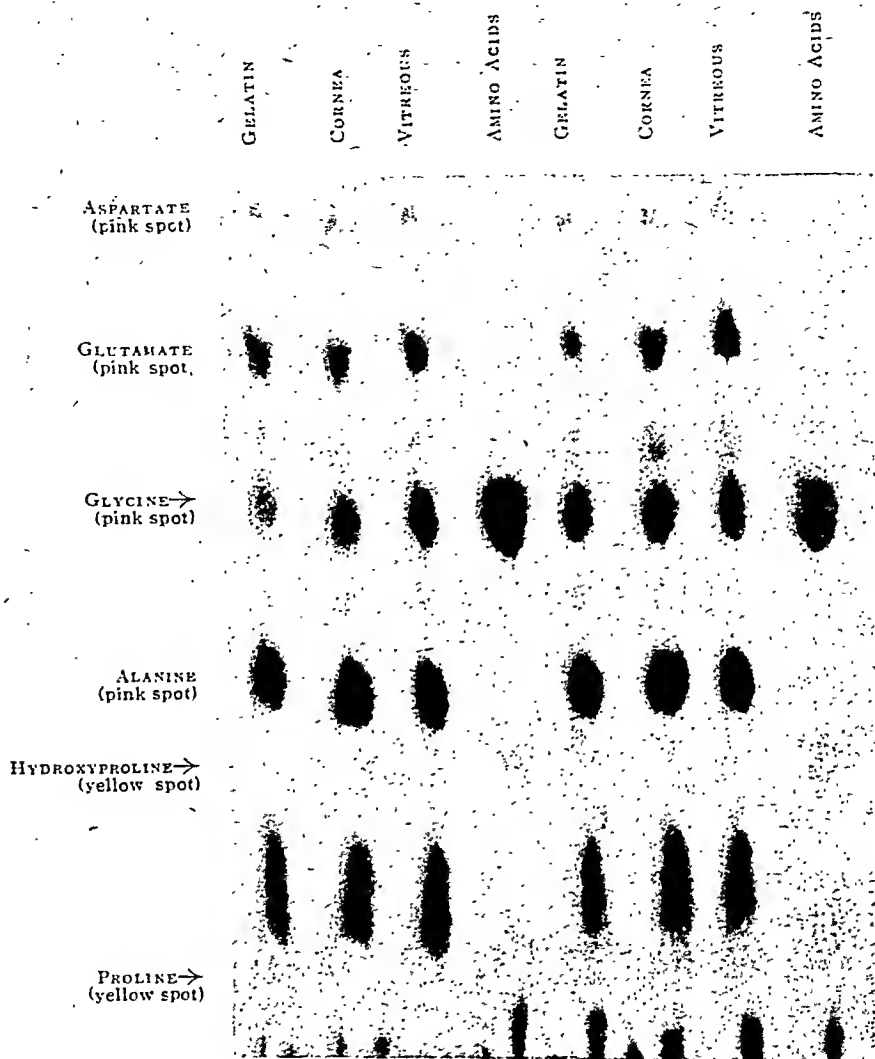 GELATIN
CORNEA
VITREOUS
AMINO ACIDS
GELATIN
CORNEA
VITREOUS
AMINO ACIDS
ASPARTATE
(pink spot)
GLUTAMATE
(pink spot,
GLYCINE→
(pink spot)
ALANINE
(pink spot)
HYDROXYPROLINE→
(yellow spot)
PROLINE→
(yellow spot)